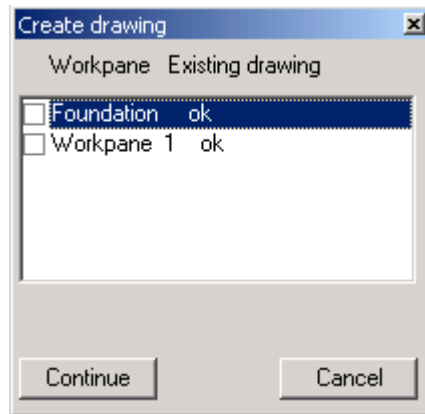 Create drawing
Workpane Existing drawing
Foundation ok
Workpane 1 ok
Continue Cancel